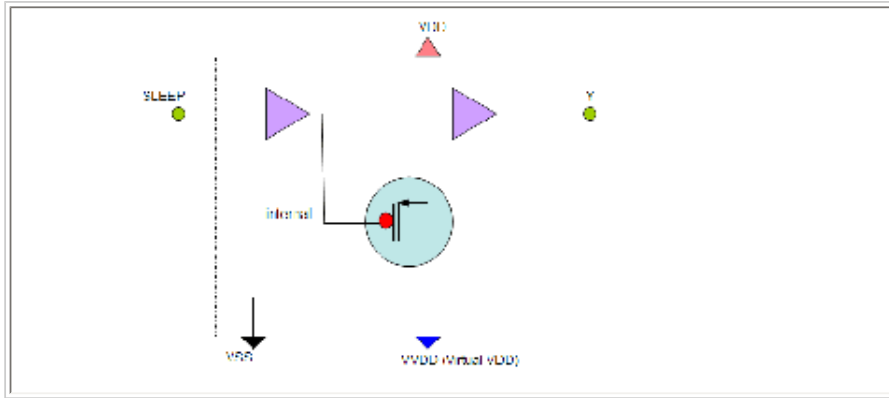 VDD
SLEEP
Y
internal
VSS
VVDD (Virtual VDD)